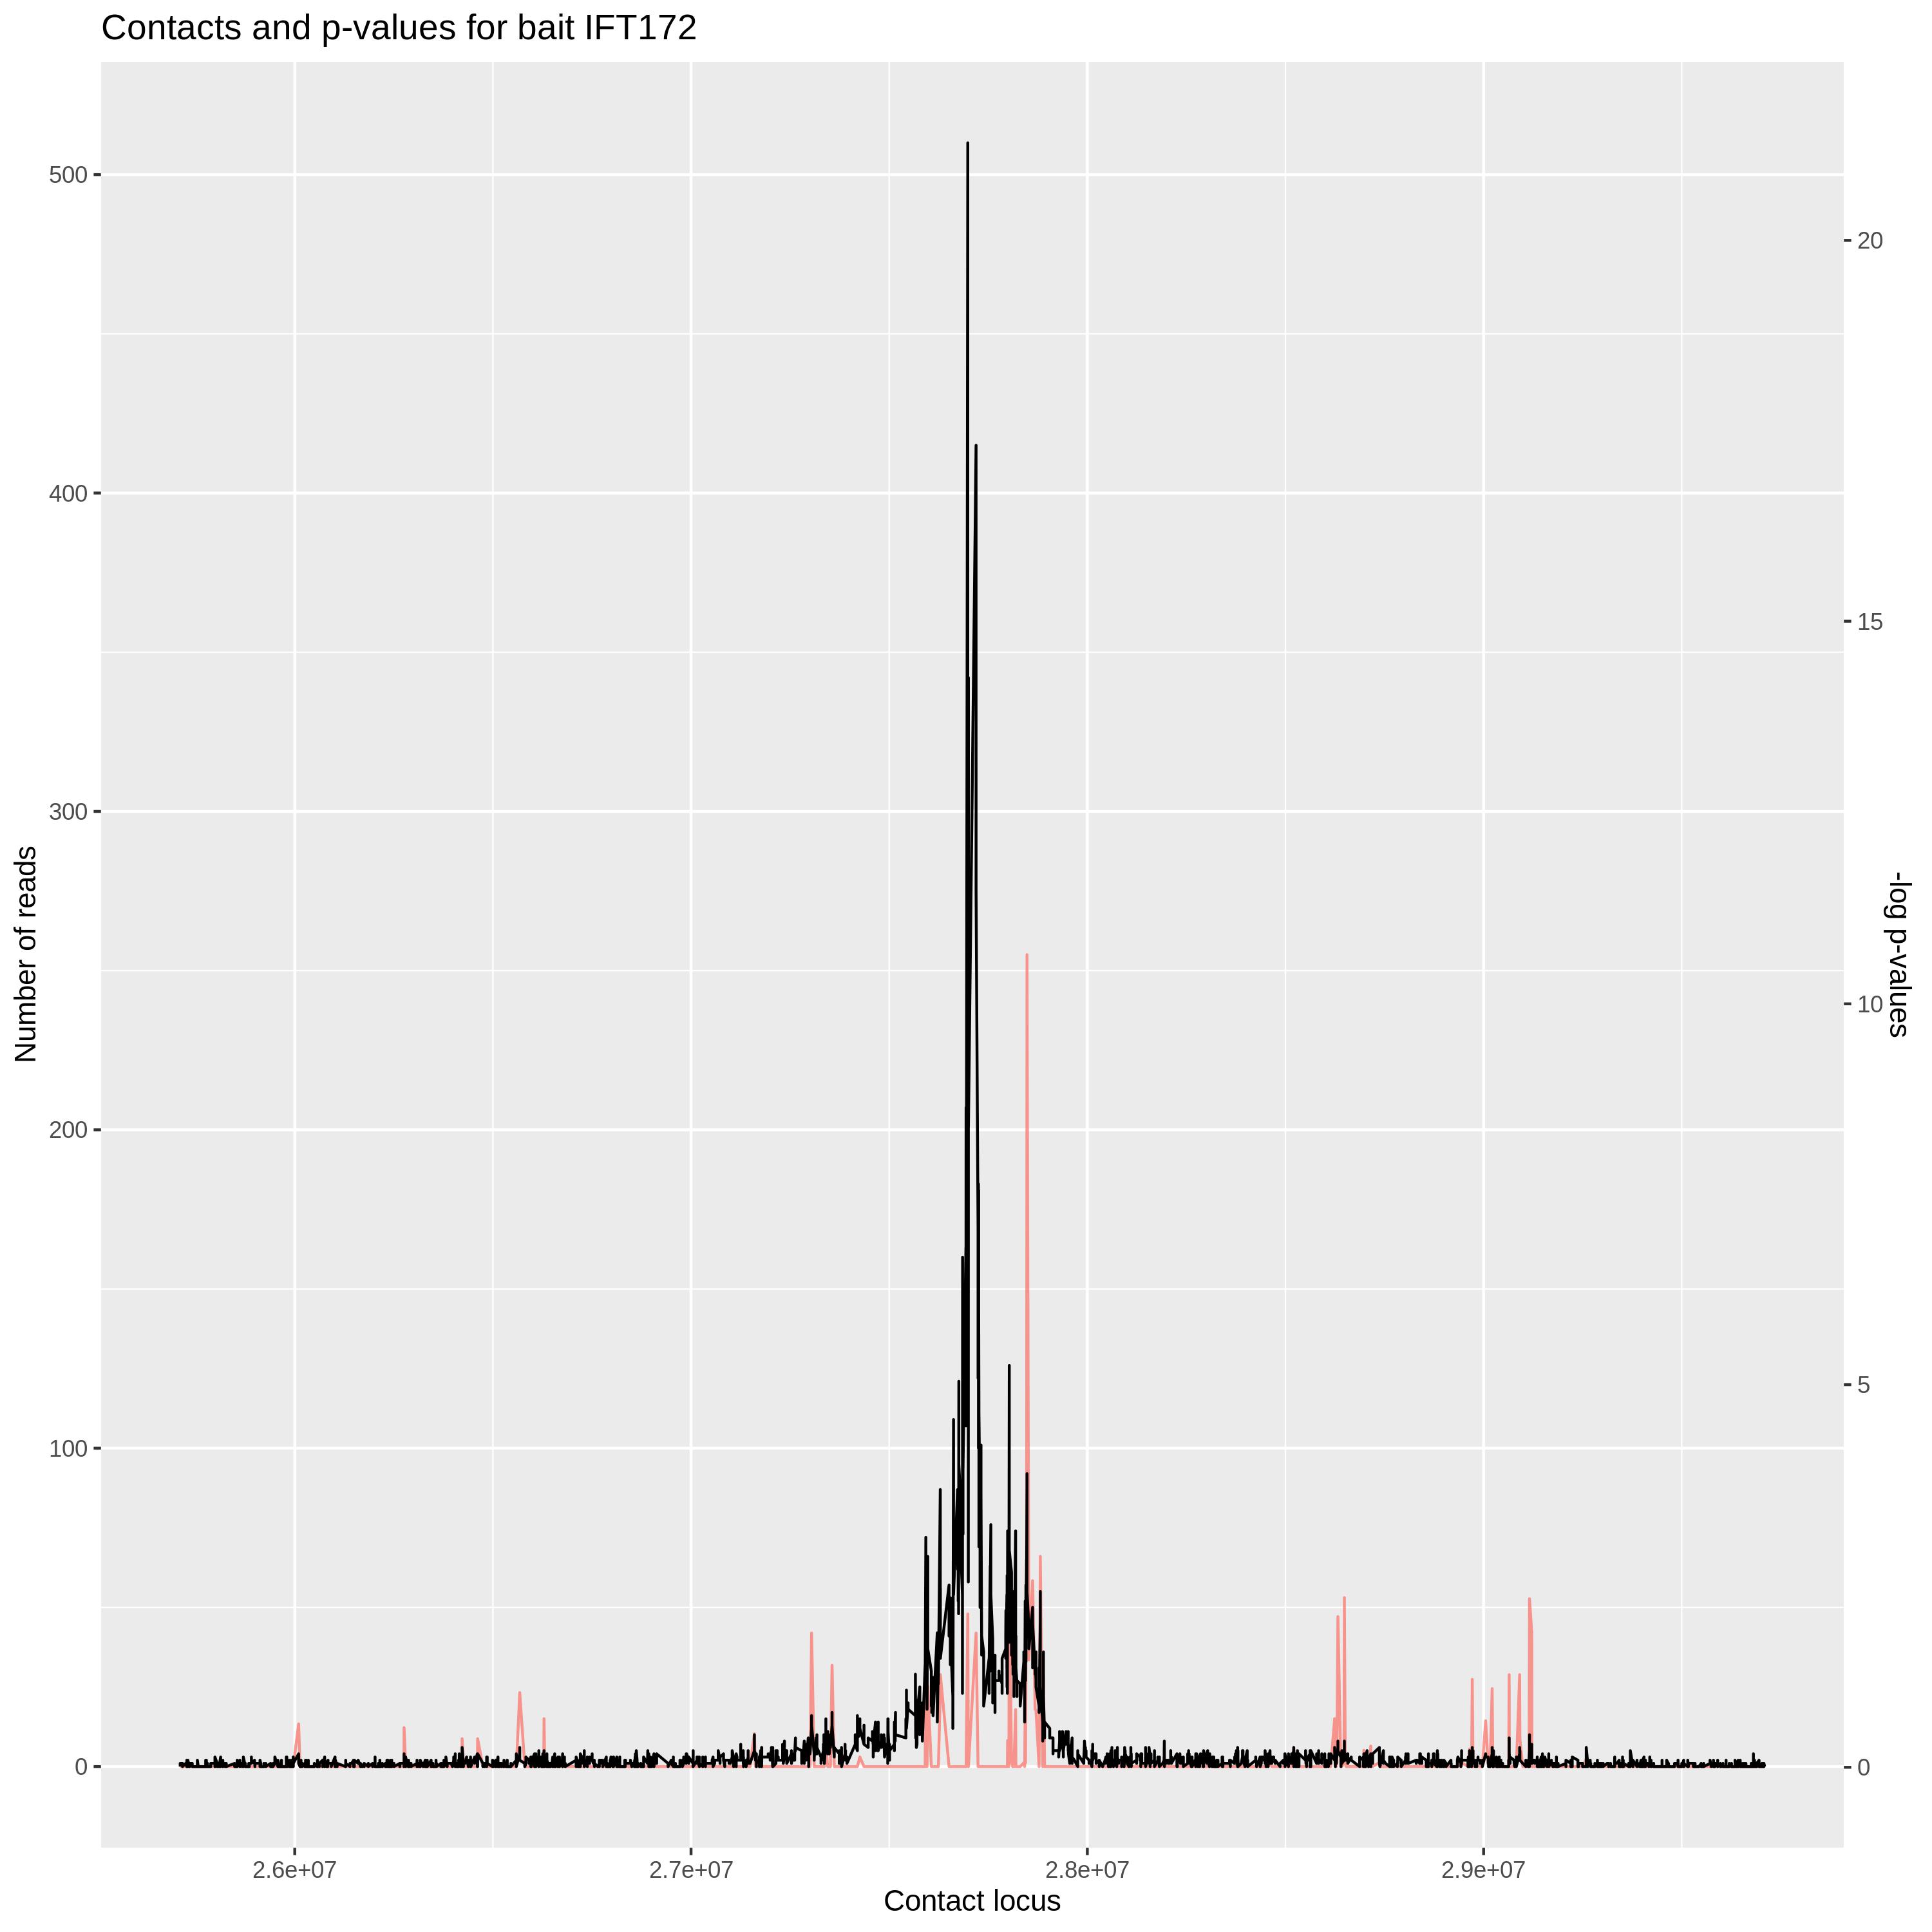 Contacts and p-values for bait IFT172
500
400
300
200
100
0
Number of reads
20
15
10
5
0
-log p-values
2.6e+07
2.7e+07
2.8e+07
2.9e+07
Contact locus